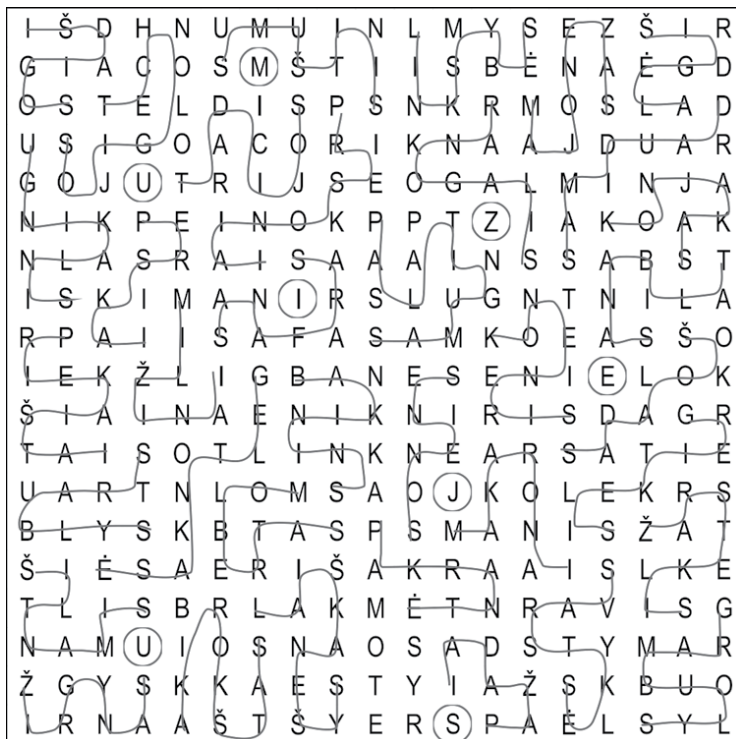 I Š D H N U M U I N L M Y S E Z Š I R
G I A C O S M Š T I I S B Ė N A Ė G D
O S T E L D I S P S N K R M O S L A D
U S I G O A C O R I K N A A J D U A R
G O J U T R I J S E O G A L M I N J A
N I K P E I N O K P P T Z I A K O A K
N L A S R A I S A A A I N S S A B S T
I S K I M A N I R S L U G N T N I L A
R P A I I S A F A S A M K O E A S Š O
I E K Ž L I G B A N E S E N I E L O K
Š I A I N A E N I K N I R I S D A G R
T A I S O T L I N K N E A R S A T I E
U A R T N L O M S A O J K O L E K R S
B L Y S K B T A S P S M A N I S Ž A T
Š I Ė S A E R I Š A K R A A I S L K E
T L I S B R L A K M Ė T N R A V I S G
N A M U I O S N A O S A D S T Y M A R
Ž G Y S K K A E S T Y I A Ž S K B U O
I R N A A Š T Š Y E R S P A Ė L S Y L